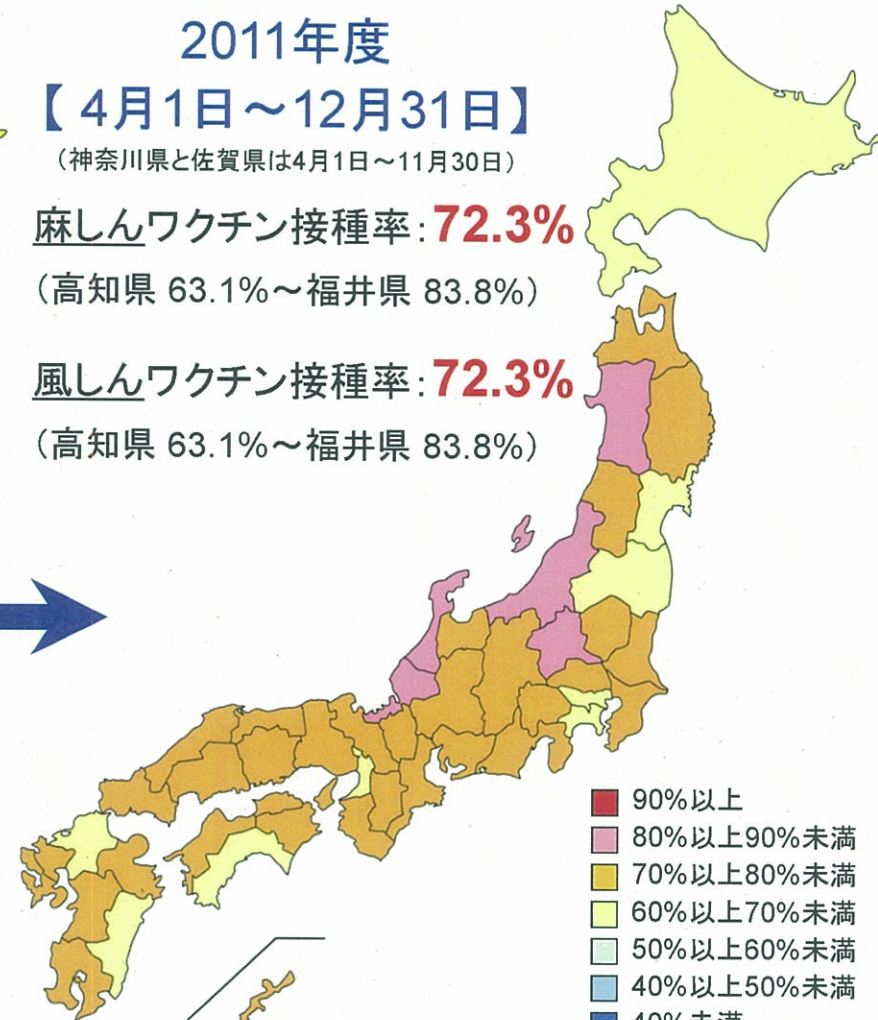 2011年度
【 4月1日～12月31日】
（神奈川県と佐賀県は4月1日～11月30日）
麻しんワクチン接種率：72.3%
（高知県 63.1%～福井県 83.8%）
風しんワクチン接種率：72.3%
（高知県 63.1%～福井県 83.8%）
90%以上
80%以上90%未満
70%以上80%未満
60%以上70%未満
50%以上60%未満
40%以上50%未満
40%未満